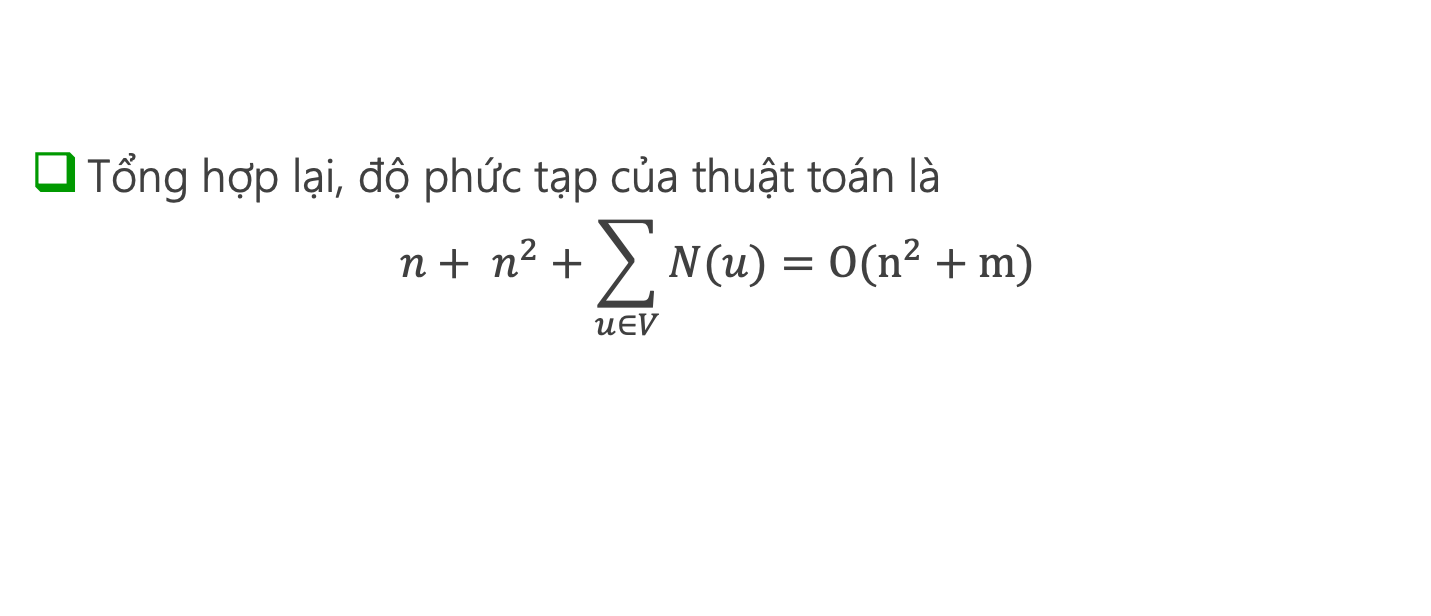 ❑ Tổng hợp lại, độ phức tạp của thuật toán là
n + n² + ∑ N(u) = O(n² + m)
u∈V